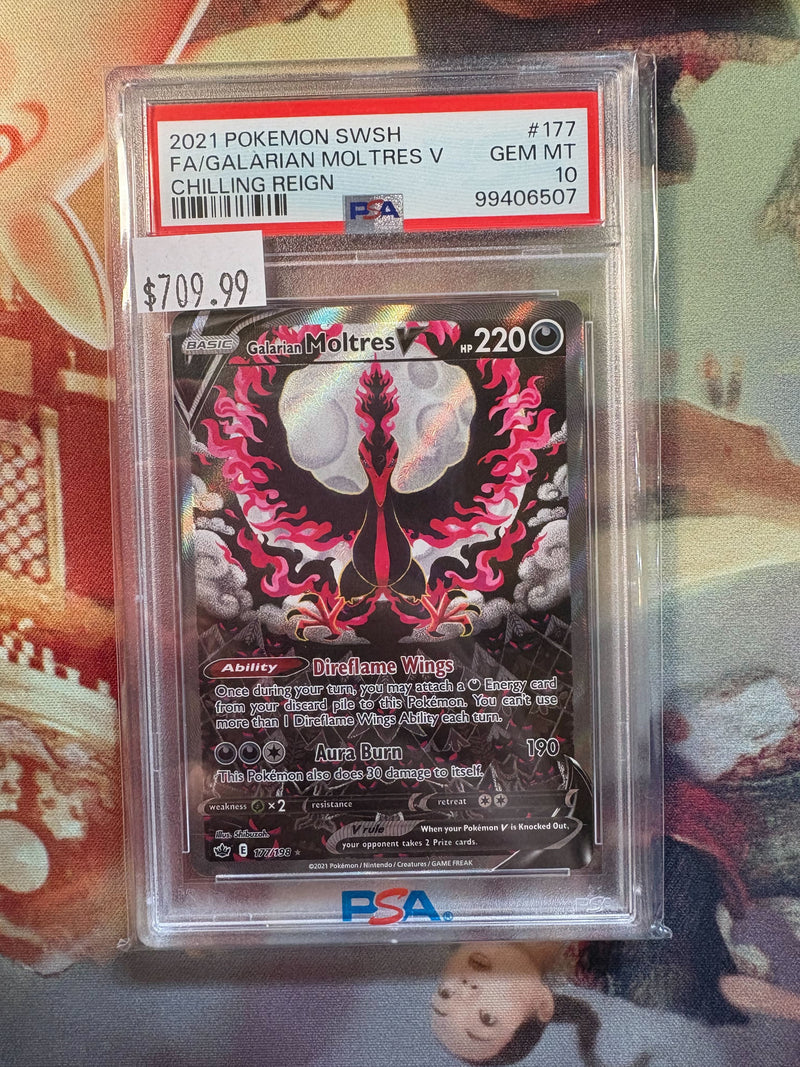 2021 POKEMON SWSH #177
FA/GALARIAN MOLTRES V GEM MT
CHILLING REIGN 10
PSA 99406507
$709.99
BASIC Galarian Moltres V HP 220
Ability Direflame Wings
Once during your turn, you may attach a Energy card
from your discard pile to this Pokémon. You can't use
more than 1 Direflame Wings Ability each turn.
Aura Burn 190
This Pokémon also does 30 damage to itself.
weakness ×2 resistance retreat
V rule When your Pokémon V is Knocked Out,
your opponent takes 2 Prize cards.
Illus. Shibuzoh.
E 177/198
©2021 Pokémon / Nintendo / Creatures / GAME FREAK
PSA® PSA